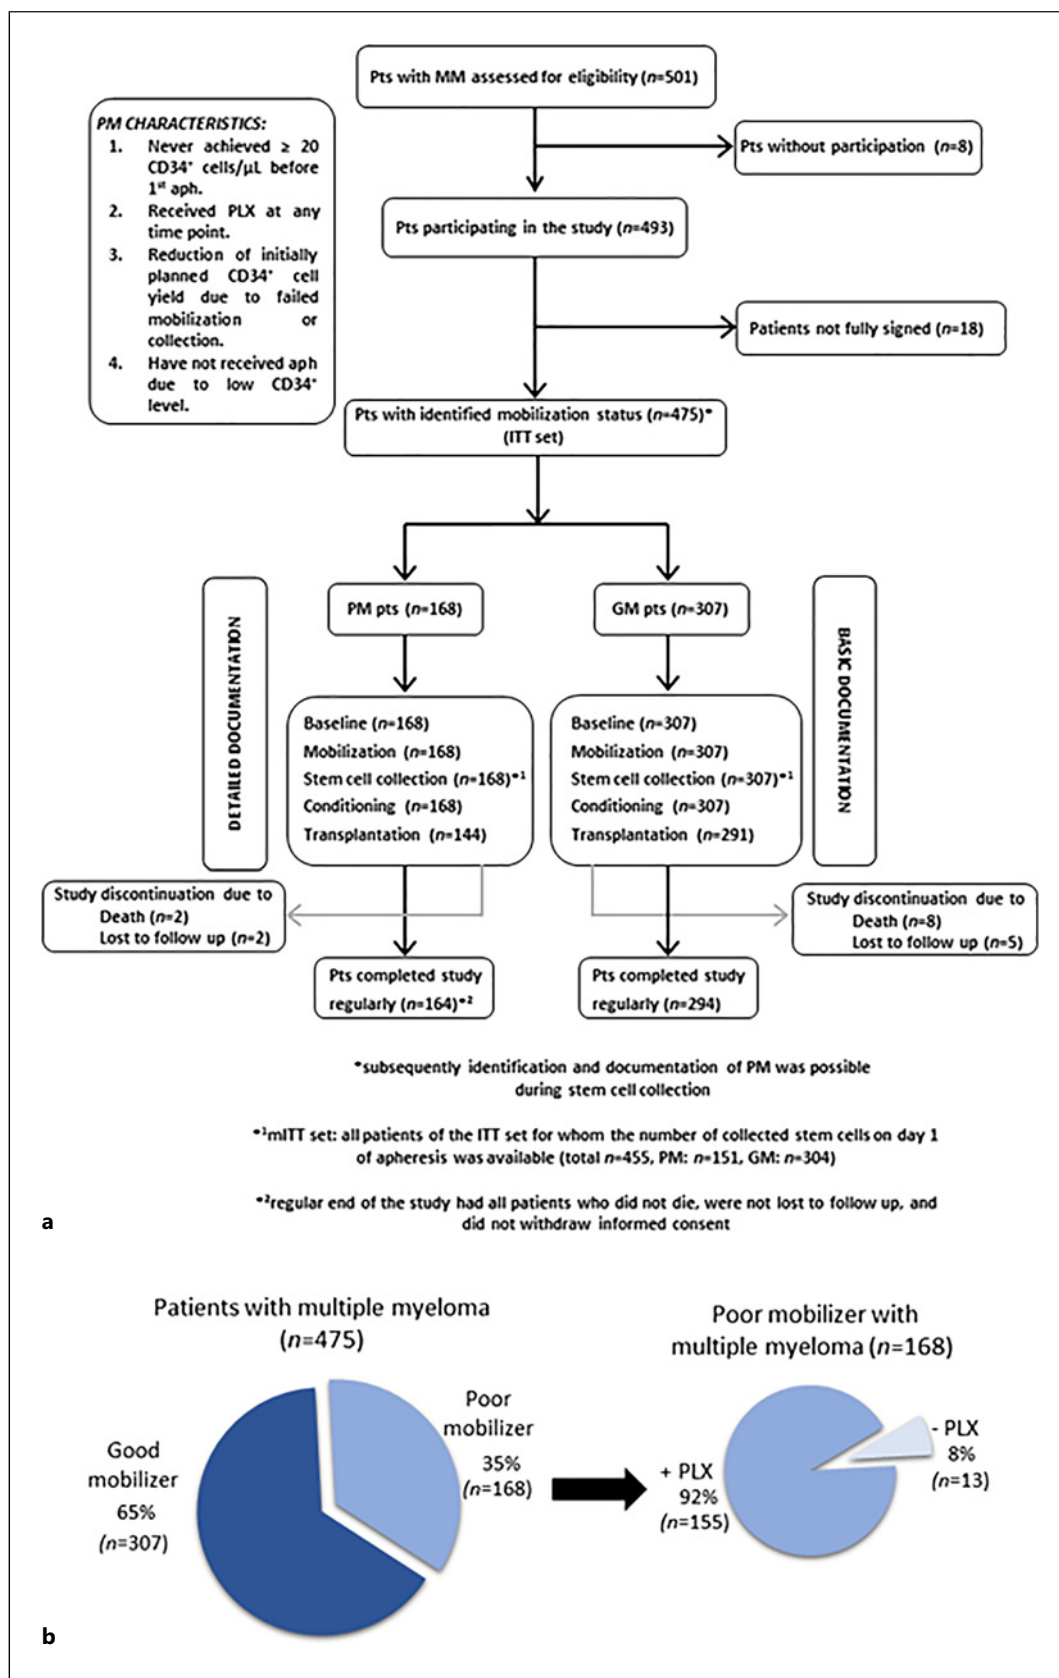 Pts with MM assessed for eligibility (n=501)
PM CHARACTERISTICS:
1. Never achieved ≥ 20
CD34⁺ cells/µL before
1ˢᵗ aph.
2. Received PLX at any
time point.
3. Reduction of initially
planned CD34⁺ cell
yield due to failed
mobilization or
collection.
4. Have not received aph
due to low CD34⁺
level.
Pts without participation (n=8)
Pts participating in the study (n=493)
Patients not fully signed (n=18)
Pts with identified mobilization status (n=475)*
(ITT set)
DETAILED DOCUMENTATION
PM pts (n=168)
GM pts (n=307)
BASIC DOCUMENTATION
Baseline (n=168)
Mobilization (n=168)
Stem cell collection (n=168)*¹
Conditioning (n=168)
Transplantation (n=144)
Baseline (n=307)
Mobilization (n=307)
Stem cell collection (n=307)*¹
Conditioning (n=307)
Transplantation (n=291)
Study discontinuation due to
Death (n=2)
Lost to follow up (n=2)
Study discontinuation due to
Death (n=8)
Lost to follow up (n=5)
Pts completed study
regularly (n=164)*²
Pts completed study
regularly (n=294)
*subsequently identification and documentation of PM was possible
during stem cell collection
*¹mITT set: all patients of the ITT set for whom the number of collected stem cells on day 1
of apheresis was available (total n=455, PM: n=151, GM: n=304)
*²regular end of the study had all patients who did not die, were not lost to follow up, and
did not withdraw informed consent
a
Patients with multiple myeloma
(n=475)
Good
mobilizer
65%
(n=307)
Poor
mobilizer
35%
(n=168)
Poor mobilizer with
multiple myeloma (n=168)
+ PLX
92%
(n=155)
- PLX
8%
(n=13)
b